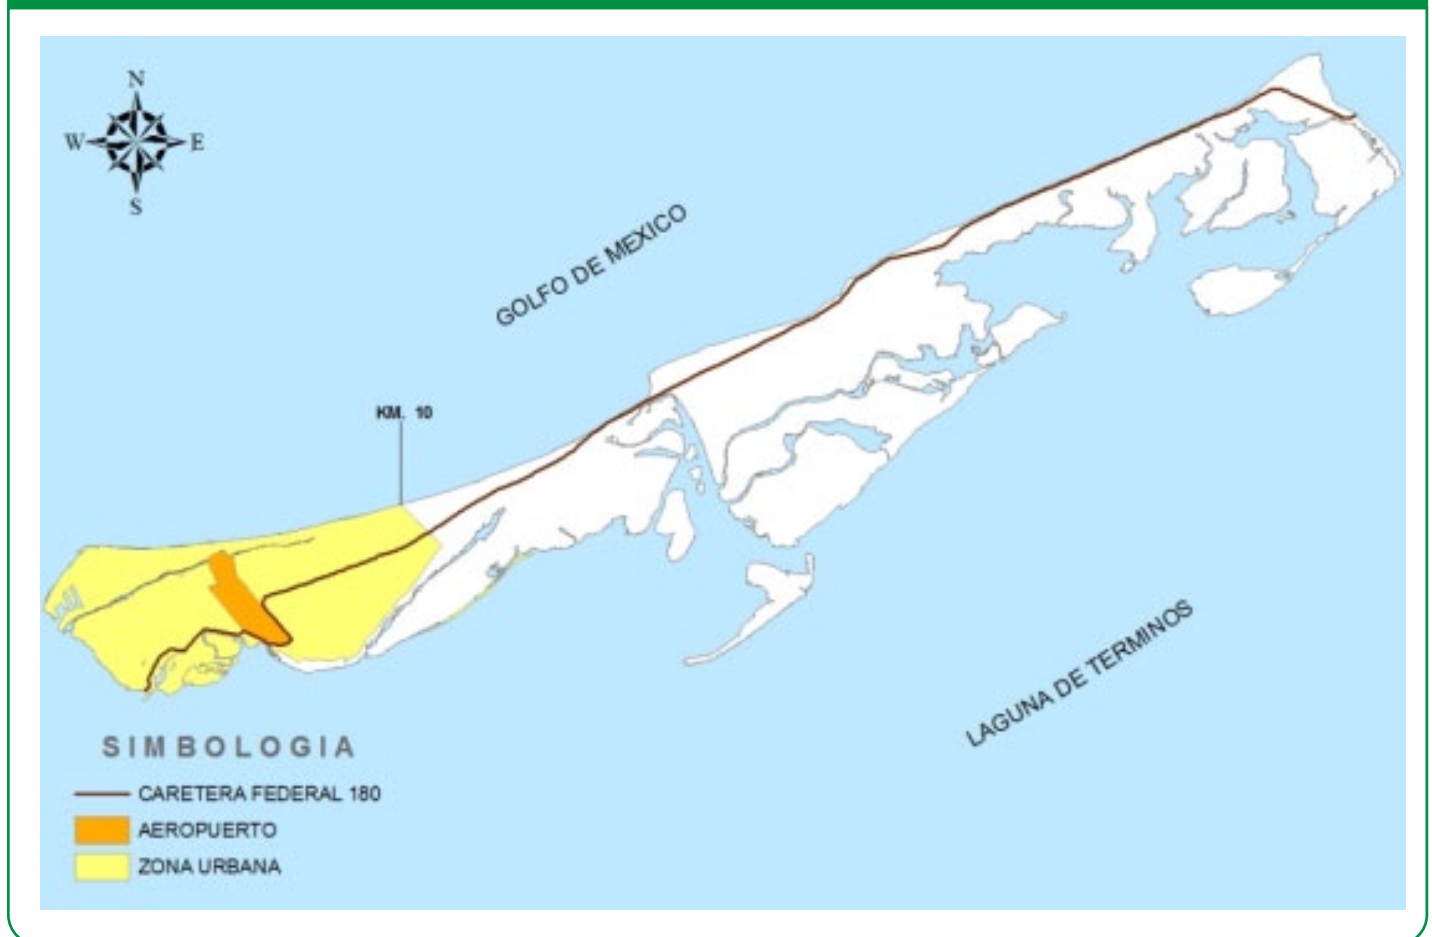 N
W E
S
GOLFO DE MEXICO
KM. 10
LAGUNA DE TERMINOS
SIMBOLOGIA
CARETERA FEDERAL 180
AEROPUERTO
ZONA URBANA